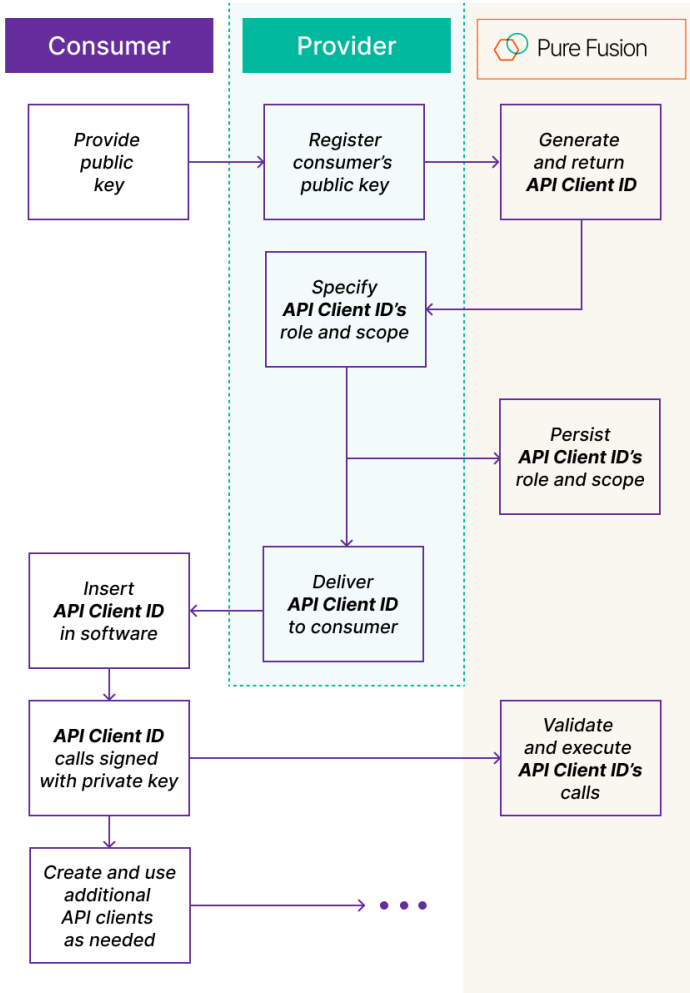 Consumer
Provider
Pure Fusion
Provide
public
key
Register
consumer’s
public key
Generate
and return
API Client ID
Specify
API Client ID’s
role and scope
Persist
API Client ID’s
role and scope
Insert
API Client ID
in software
Deliver
API Client ID
to consumer
API Client ID
calls signed
with private key
Validate
and execute
API Client ID’s
calls
Create and use
additional
API clients
as needed